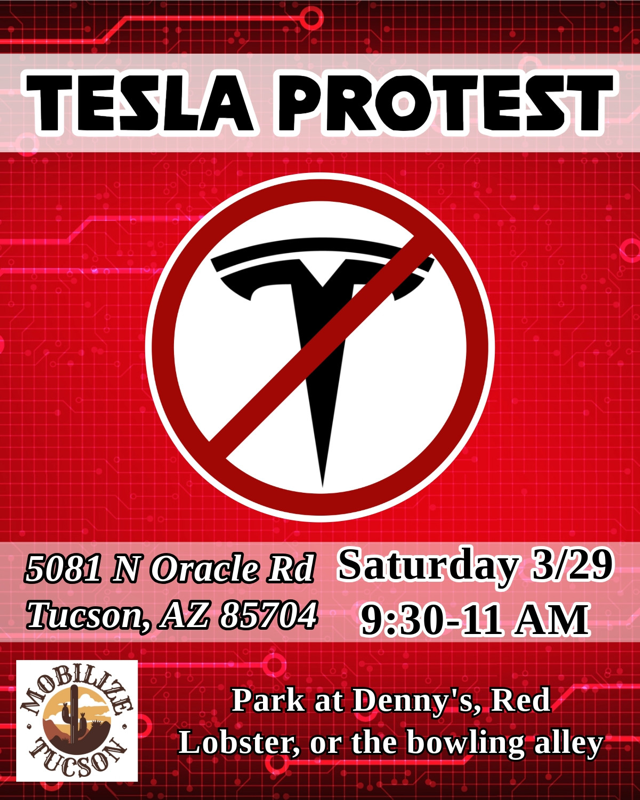 TESLA PROTEST
5081 N Oracle Rd
Tucson, AZ 85704
Saturday 3/29
9:30-11 AM
MOBILIZE
TUCSON
Park at Denny's, Red
Lobster, or the bowling alley